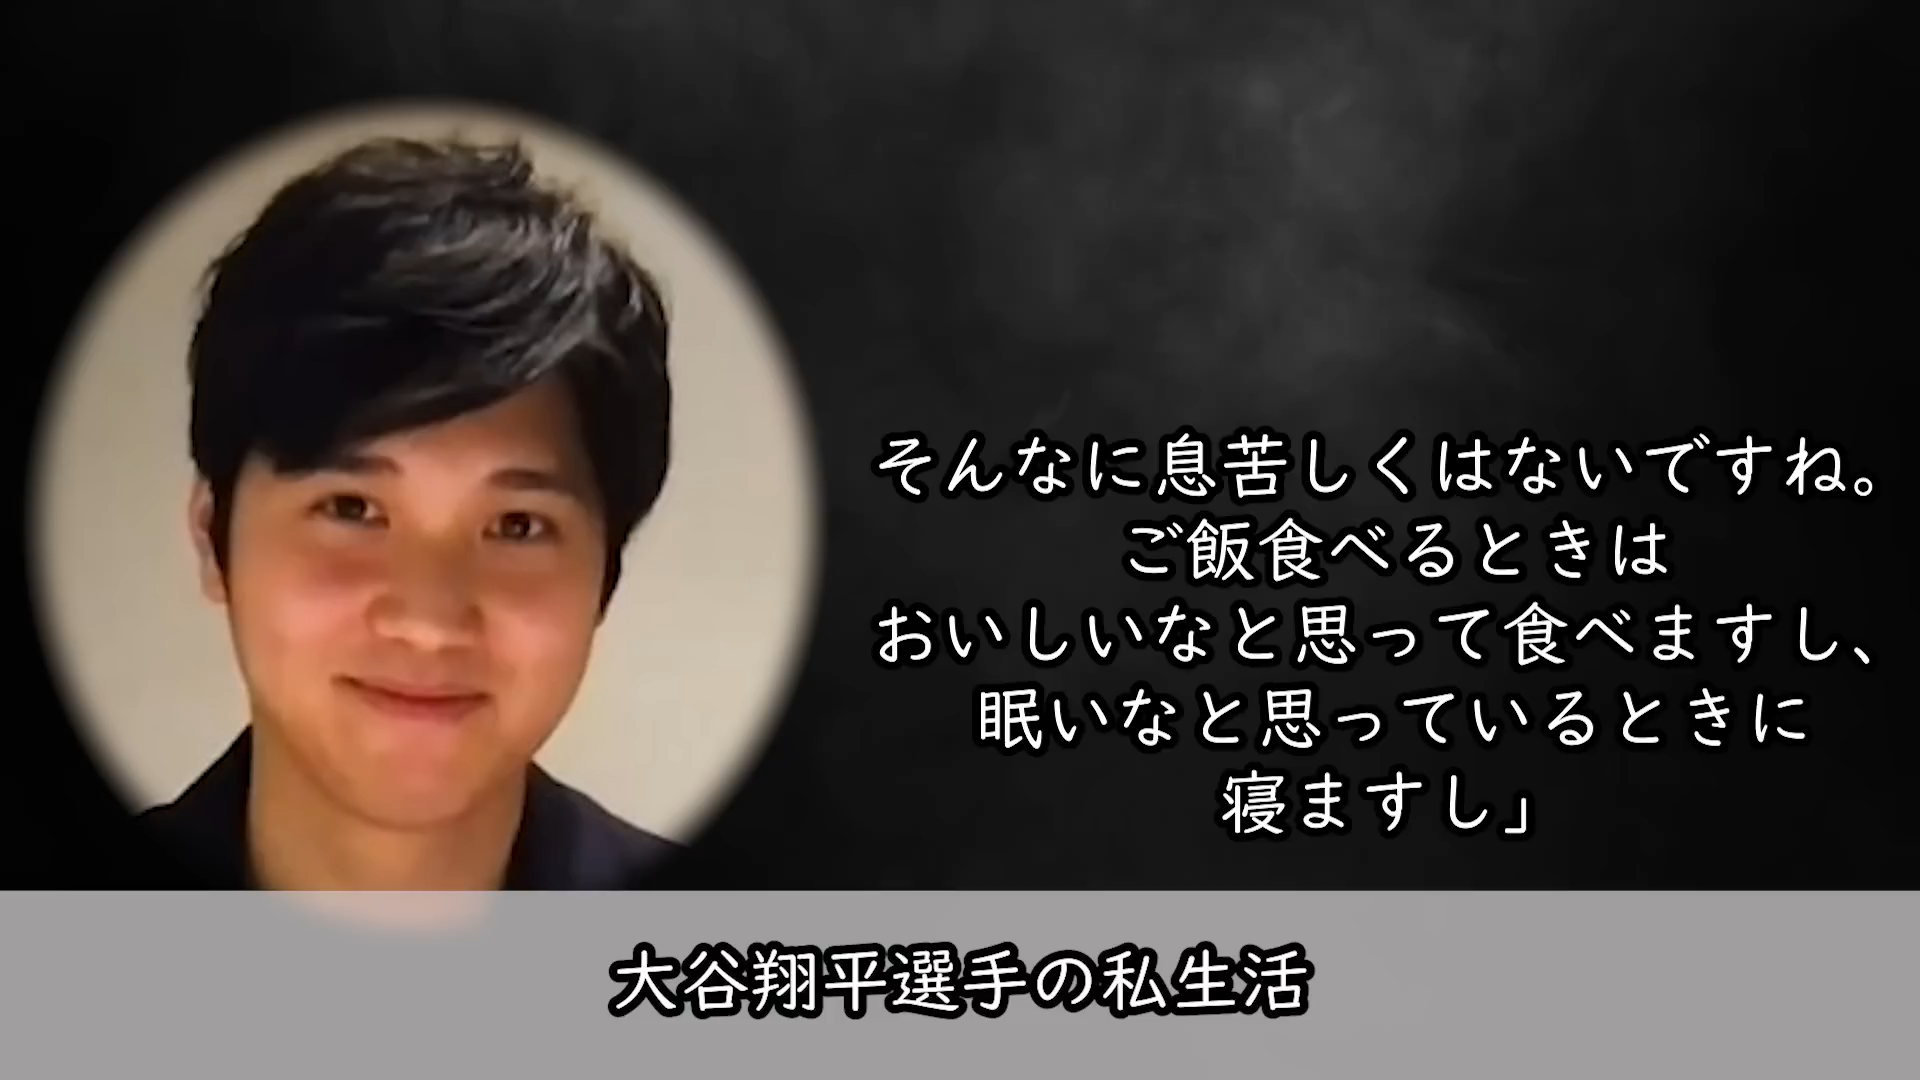 そんなに息苦しくはないですね。
ご飯食べるときは
おいしいなと思って食べますし、
眠いなと思っているときに
寝ますし」
大谷翔平選手の私生活